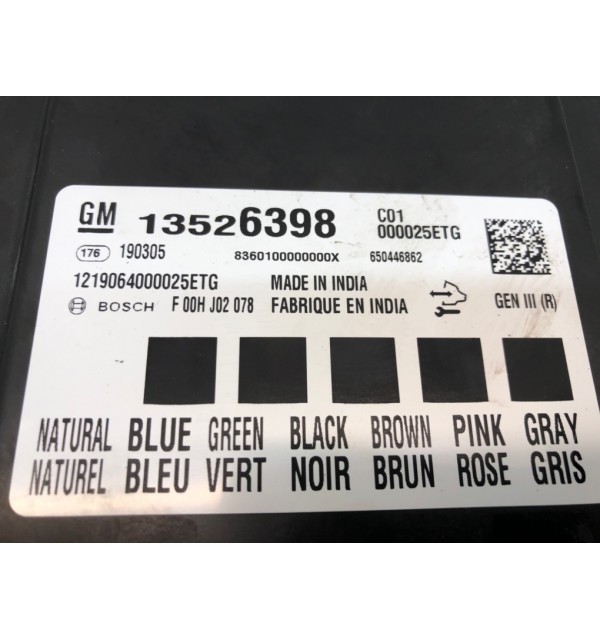 GM 13526398 C01
000025ETG
176 190305 8360100000000X 650446862
1219064000025ETG MADE IN INDIA
BOSCH F 00H J02 078 FABRIQUE EN INDIA GEN III (R)
NATURAL BLUE GREEN BLACK BROWN PINK GRAY
NATUREL BLEU VERT NOIR BRUN ROSE GRIS